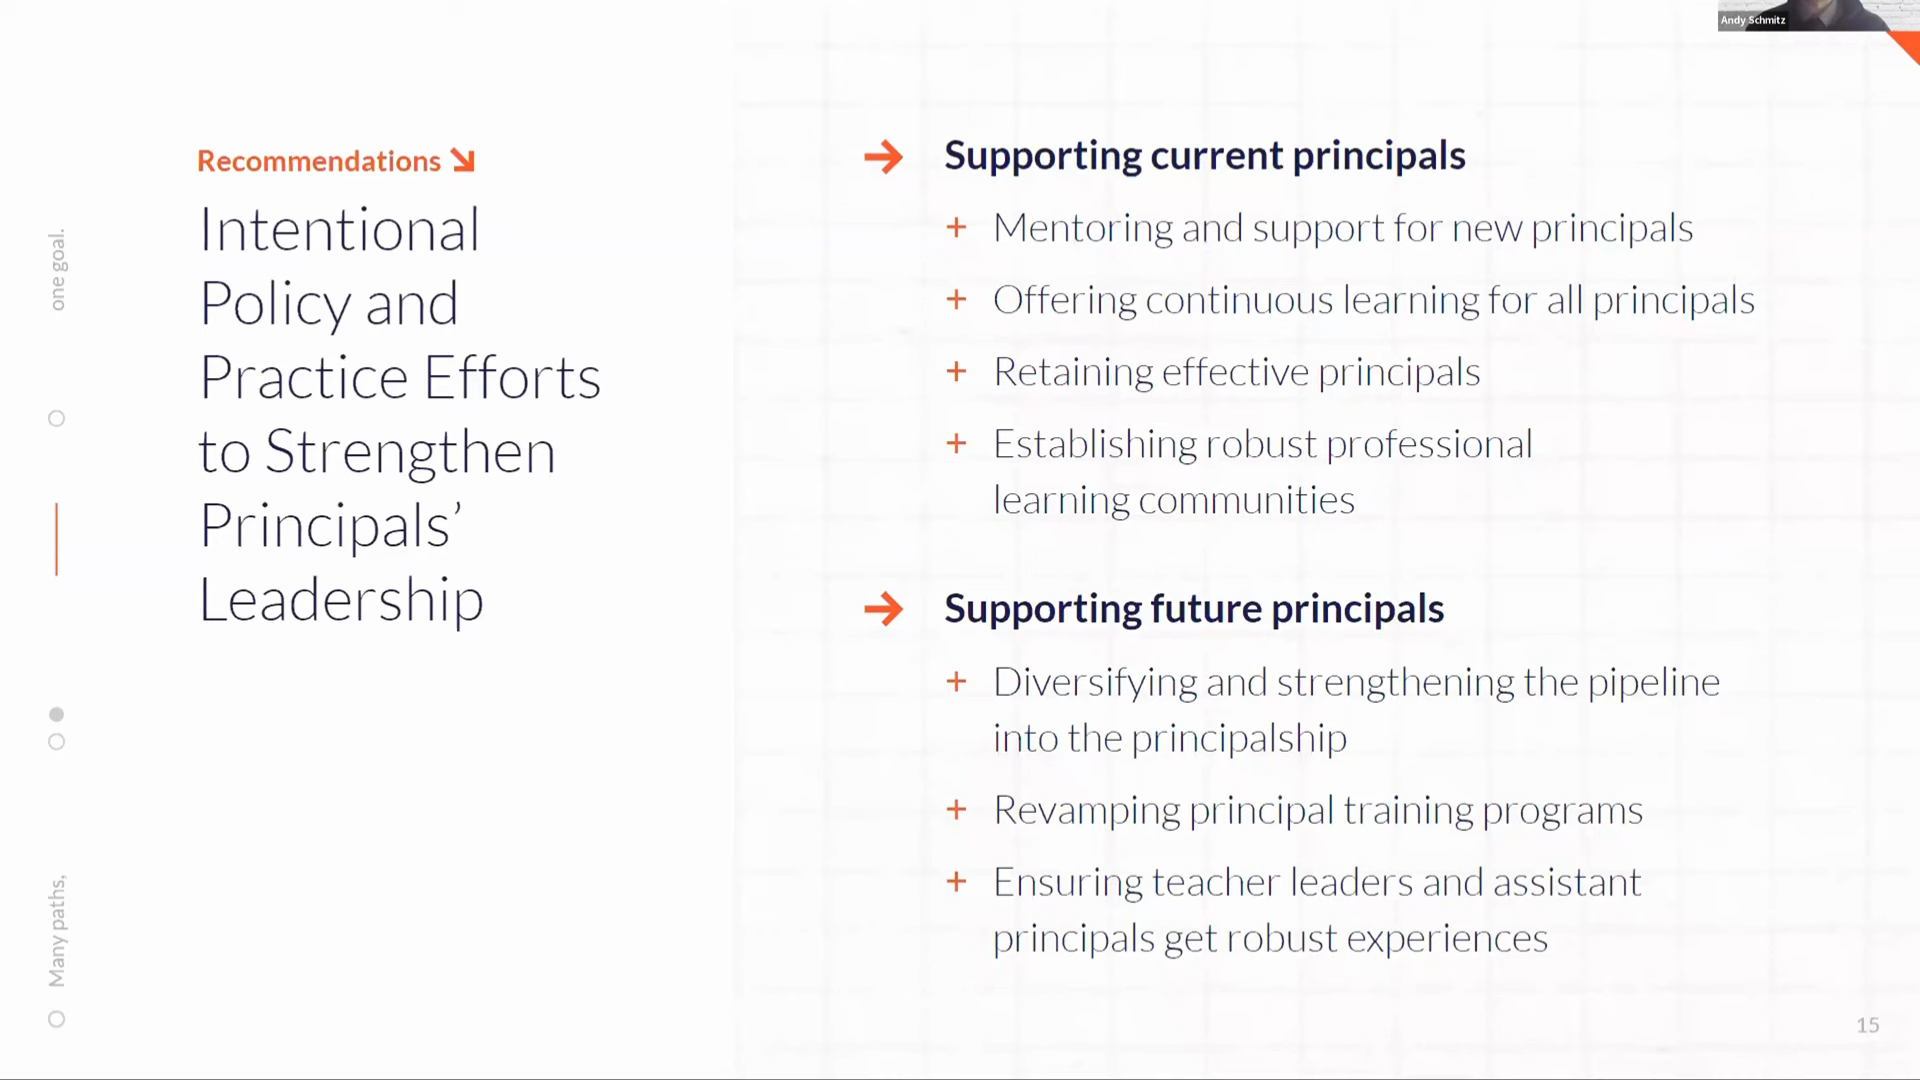 Andy Schmitz
Recommendations
Intentional
Policy and
Practice Efforts
to Strengthen
Principals’
Leadership
Supporting current principals
+ Mentoring and support for new principals
+ Offering continuous learning for all principals
+ Retaining effective principals
+ Establishing robust professional
learning communities
Supporting future principals
+ Diversifying and strengthening the pipeline
into the principalship
+ Revamping principal training programs
+ Ensuring teacher leaders and assistant
principals get robust experiences
Many paths,
one goal.
15